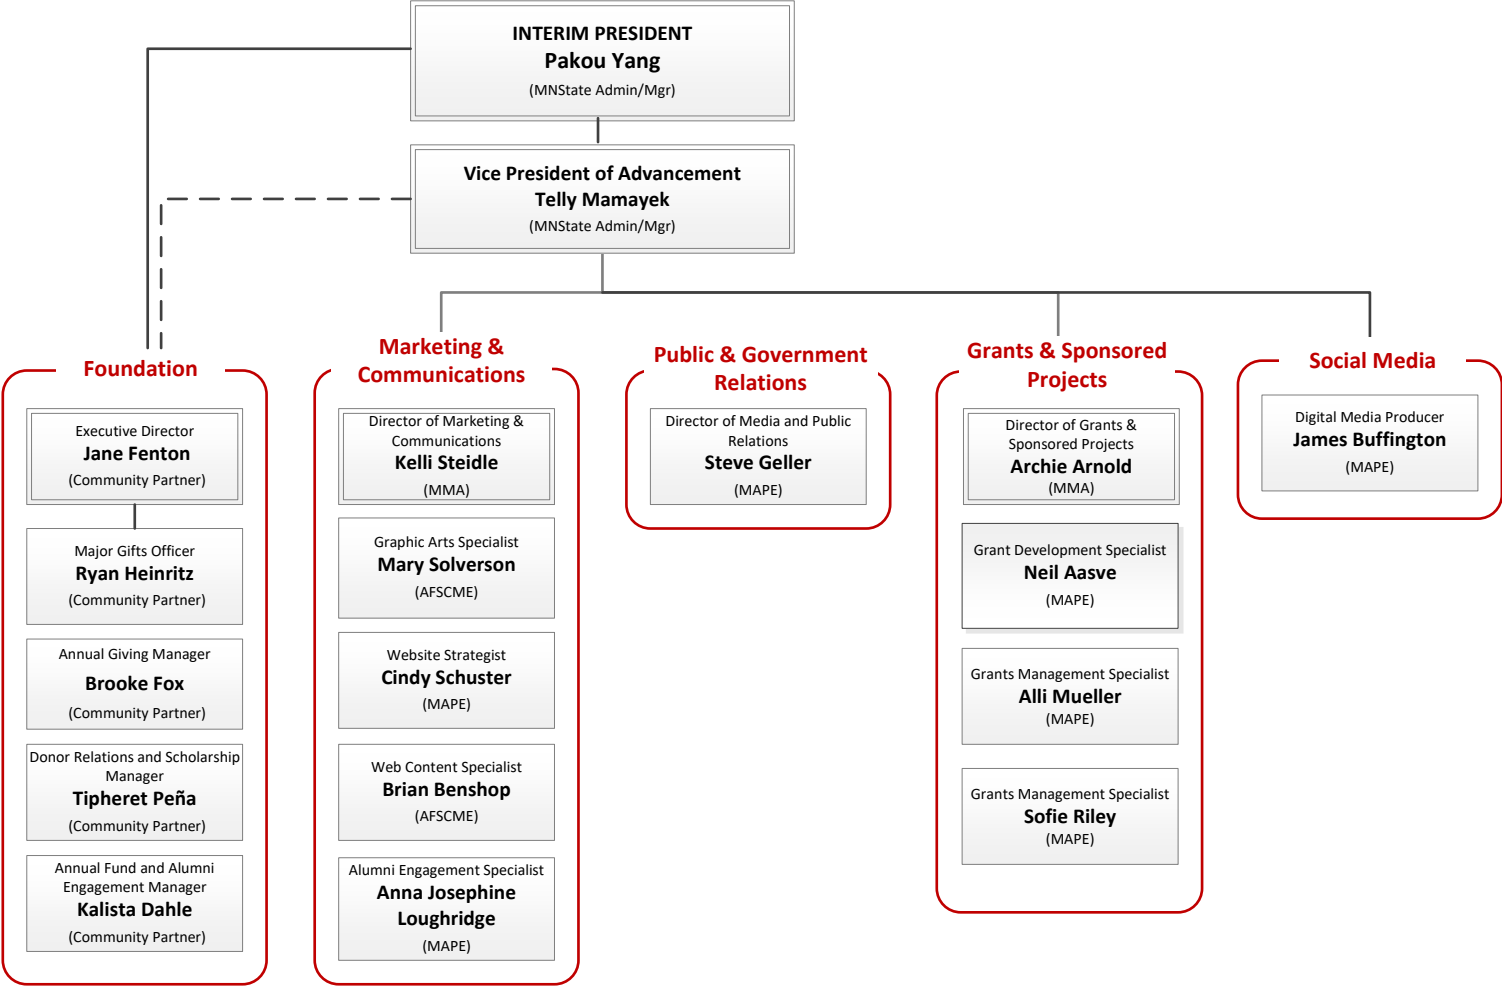 INTERIM PRESIDENT
Pakou Yang
(MNState Admin/Mgr)
Vice President of Advancement
Telly Mamayek
(MNState Admin/Mgr)
Foundation
Executive Director
Jane Fenton
(Community Partner)
Major Gifts Officer
Ryan Heinritz
(Community Partner)
Annual Giving Manager
Brooke Fox
(Community Partner)
Donor Relations and Scholarship
Manager
Tipheret Peña
(Community Partner)
Annual Fund and Alumni
Engagement Manager
Kalista Dahle
(Community Partner)
Marketing &
Communications
Director of Marketing &
Communications
Kelli Steidle
(MMA)
Graphic Arts Specialist
Mary Solverson
(AFSCME)
Website Strategist
Cindy Schuster
(MAPE)
Web Content Specialist
Brian Benshop
(AFSCME)
Alumni Engagement Specialist
Anna Josephine
Loughridge
(MAPE)
Public & Government
Relations
Director of Media and Public
Relations
Steve Geller
(MAPE)
Grants & Sponsored
Projects
Director of Grants &
Sponsored Projects
Archie Arnold
(MMA)
Grant Development Specialist
Neil Aasve
(MAPE)
Grants Management Specialist
Alli Mueller
(MAPE)
Grants Management Specialist
Sofie Riley
(MAPE)
Social Media
Digital Media Producer
James Buffington
(MAPE)